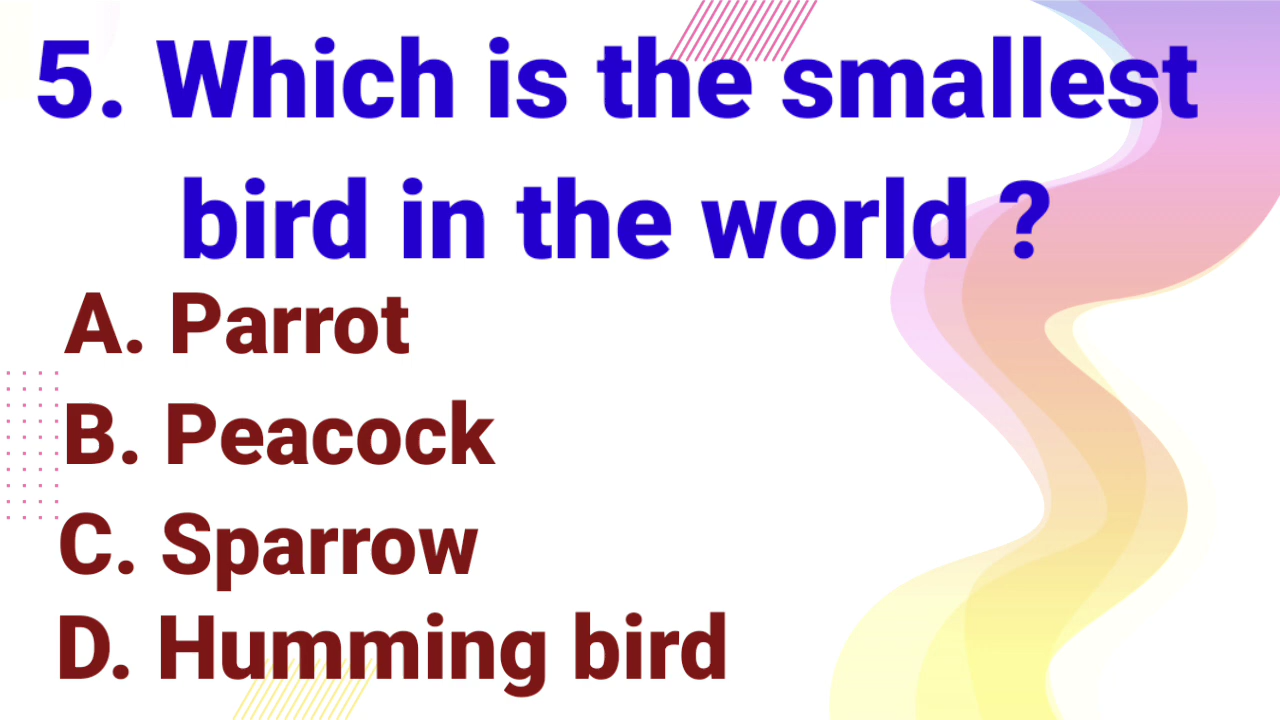 5. Which is the smallest
bird in the world ?
A. Parrot
B. Peacock
C. Sparrow
D. Humming bird